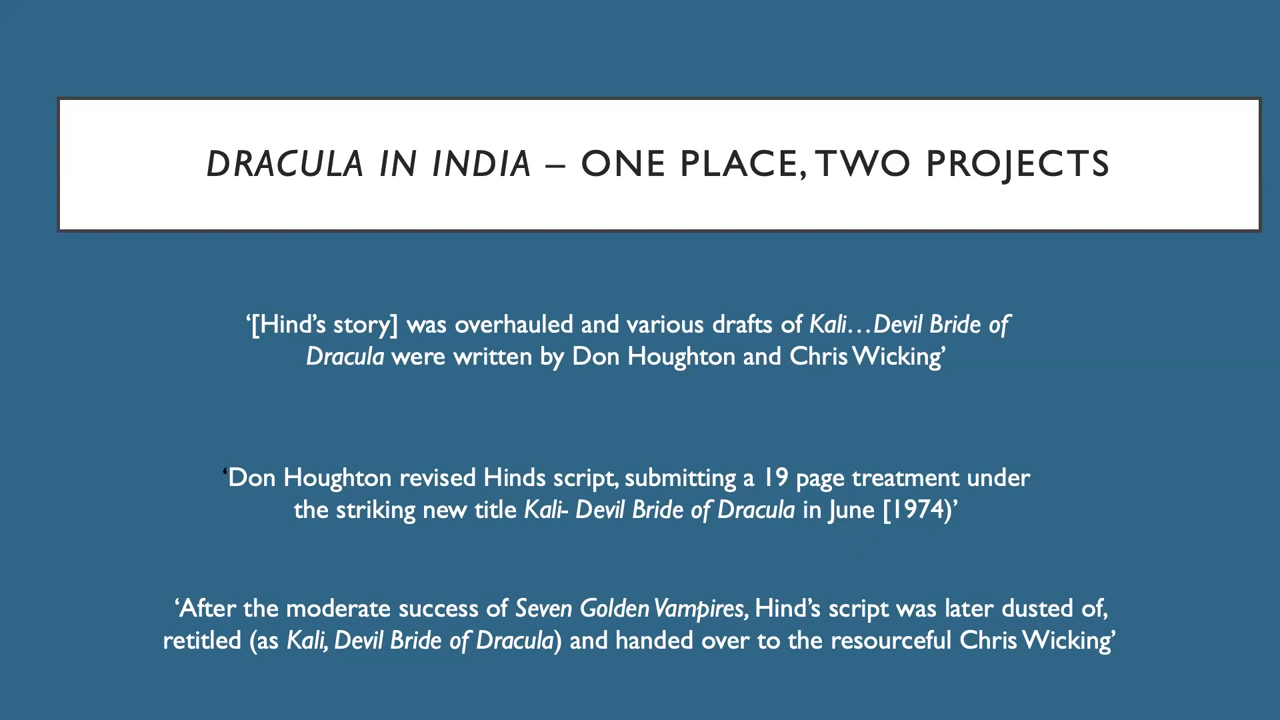 DRACULA IN INDIA – ONE PLACE, TWO PROJECTS
‘[Hind’s story] was overhauled and various drafts of Kali…Devil Bride of
Dracula were written by Don Houghton and Chris Wicking’
‘Don Houghton revised Hinds script, submitting a 19 page treatment under
the striking new title Kali- Devil Bride of Dracula in June [1974)’
‘After the moderate success of Seven Golden Vampires, Hind’s script was later dusted of,
retitled (as Kali, Devil Bride of Dracula) and handed over to the resourceful Chris Wicking’